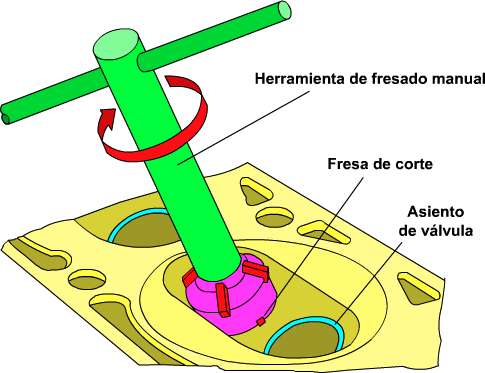 Herramienta de fresado manual
Fresa de corte
Asiento
de válvula